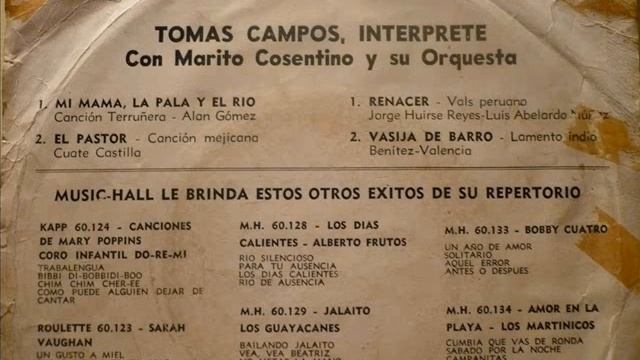 TOMAS CAMPOS, INTERPRETE
Con Marito Cosentino y su Orquesta
1. MI MAMA, LA PALA Y EL RIO
Canción Terruñera - Alan Gómez
2. EL PASTOR - Canción mejicana
Cuate Castilla
1. RENACER - Vals peruano
Jorge Huirse Reyes-Luis Abelardo Núñez
2. VASIJA DE BARRO - Lamento indio
Benítez-Valencia
MUSIC-HALL LE BRINDA ESTOS OTROS EXITOS DE SU REPERTORIO
KAPP 60.124 - CANCIONES
DE MARY POPPINS
CORO INFANTIL DO-RE-MI
TRABALENGUA
BIBBI DI-BOBBIDI-BOO
CHIM CHIM CHER-EE
COMO PUEDE ALGUIEN DEJAR DE
CANTAR
ROULETTE 60.123 - SARAH
VAUGHAN
UN GUSTO A MIEL
M.H. 60.128 - LOS DIAS
CALIENTES - ALBERTO FRUTOS
RIO SILENCIOSO
PARA TU AUSENCIA
LOS DIAS CALIENTES
RIO DE AUSENCIA
M.H. 60.129 - JALAITO
LOS GUAYACANES
BAILANDO JALAITO
VEA, VEA BEATRIZ
M.H. 60.133 - BOBBY CUATRO
UN AÑO DE AMOR
SOLITARIO
AQUEL ERROR
ANTES O DESPUES
M.H. 60.134 - AMOR EN LA
PLAYA - LOS MARTINICOS
CUMBIA QUE VAS DE RONDA
SABADO POR LA NOCHE
CAMPANITAS